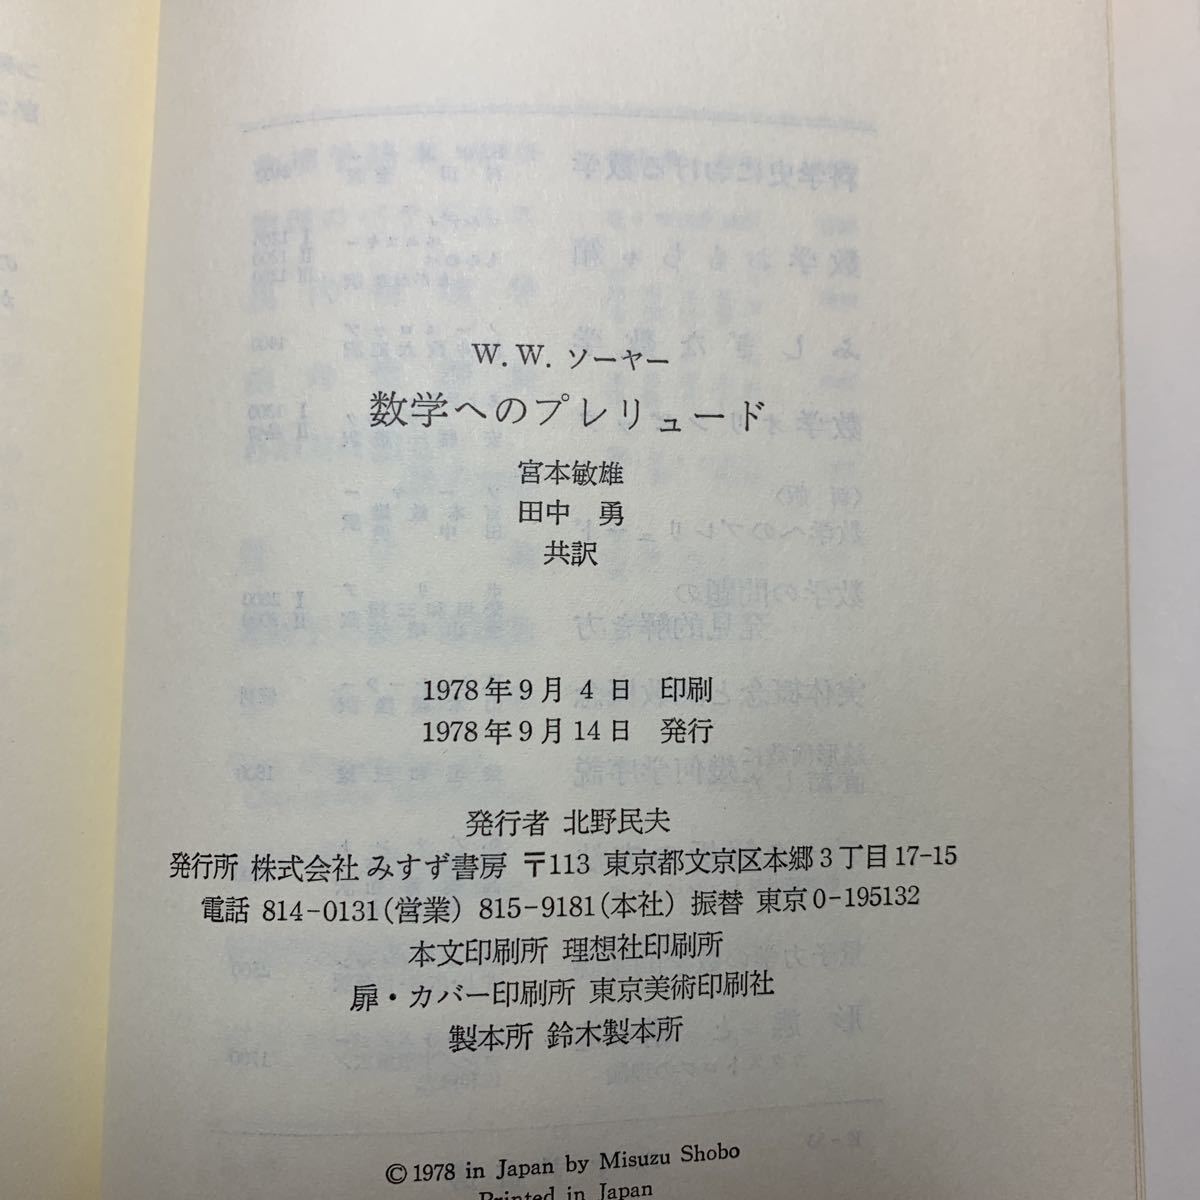 W.W.ソーヤー
数学へのプレリュード
宮本敏雄
田中 勇
共訳
1978年9月 4 日 印刷
1978年9月14日 発行
発行者 北野民夫
発行所 株式会社 みすず書房 〒113 東京都文京区本郷3丁目17-15
電話 814-0131(営業) 815-9181(本社) 振替 東京0-195132
本文印刷所 理想社印刷所
扉・カバー印刷所 東京美術印刷社
製本所 鈴木製本所
© 1978 in Japan by Misuzu Shobo
Printed in Japan